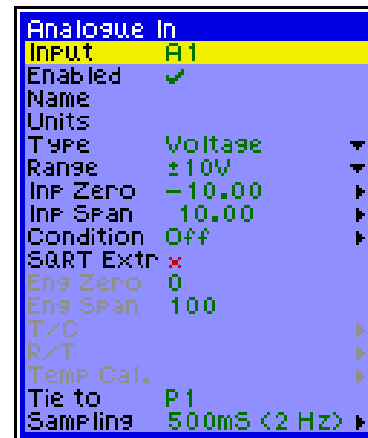 Analogue In
Input A1
Enabled ✓
Name
Units
Type Voltage
Range ±10V
Inp Zero −10.00
Inp Span 10.00
Condition Off
SQRT Extr ×
Eng Zero 0
Eng Span 100
T/C
R/T
Temp Cal.
Tie to P1
Sampling 500mS (2 Hz)